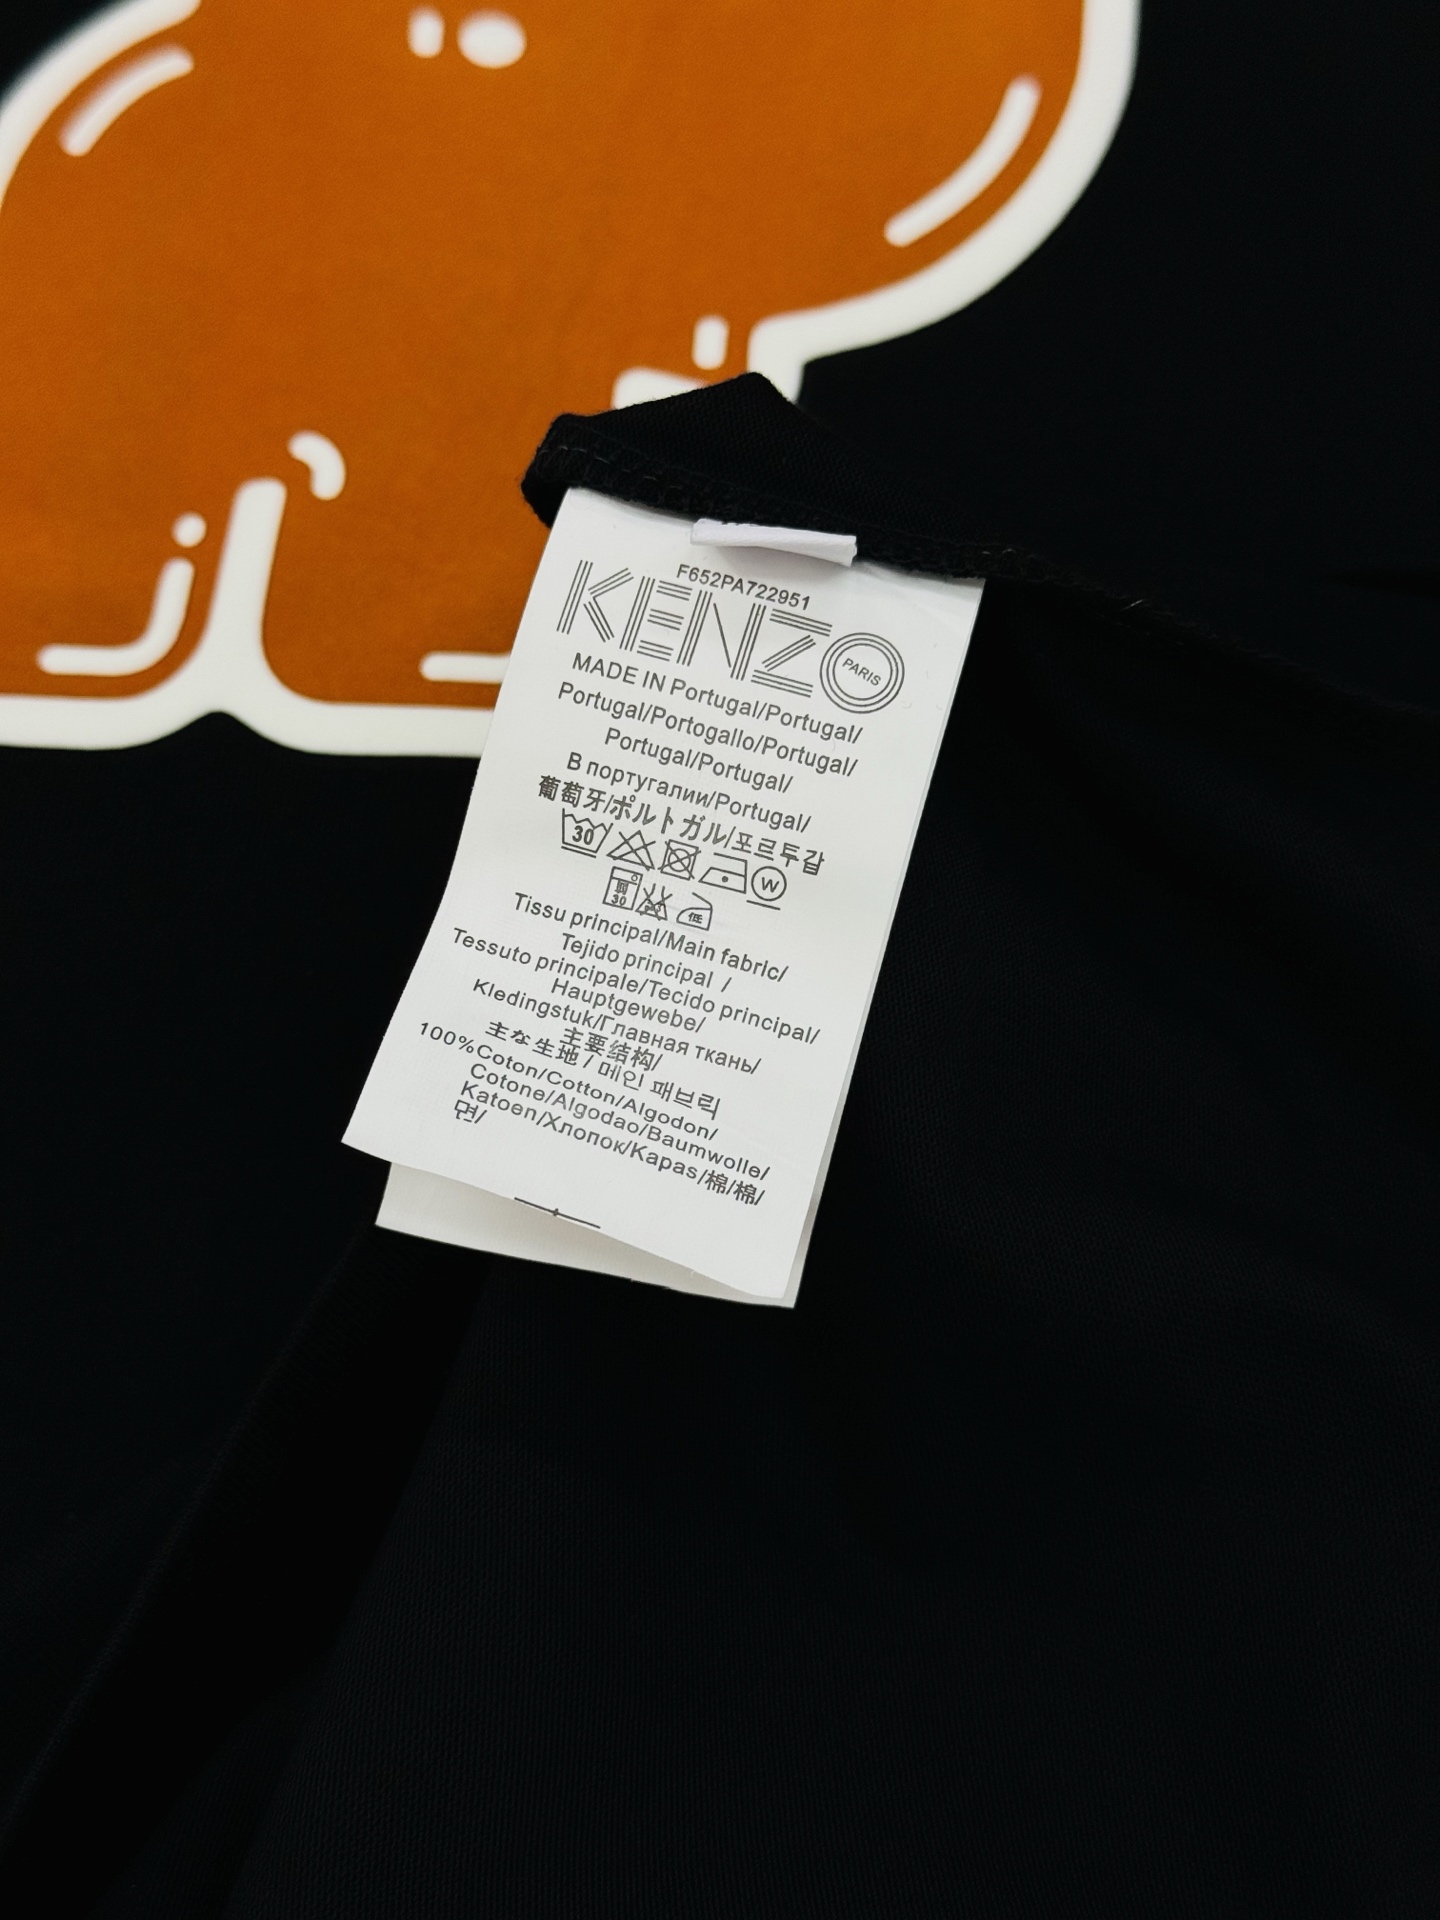 F652PA722951
KENZO
PARIS
MADE IN Portugal/Portugal/
Portugal/Portogallo/Portugal/
Portugal/Portugal/
В португалии/Portugal/
葡萄牙/ポルトガル/포르투갈
30 W
弱 30 低
Tissu principal/Main fabric/
Tejido principal /
Tessuto principale/Tecido principal/
Hauptgewebe/
Kledingstuk/Главная ткань/
主要结构/
主な生地 / 메인 패브릭
100%Coton/Cotton/Algodon/
Cotone/Algodao/Baumwolle/
Katoen/Хлопок/Kapas/棉/棉/
면/